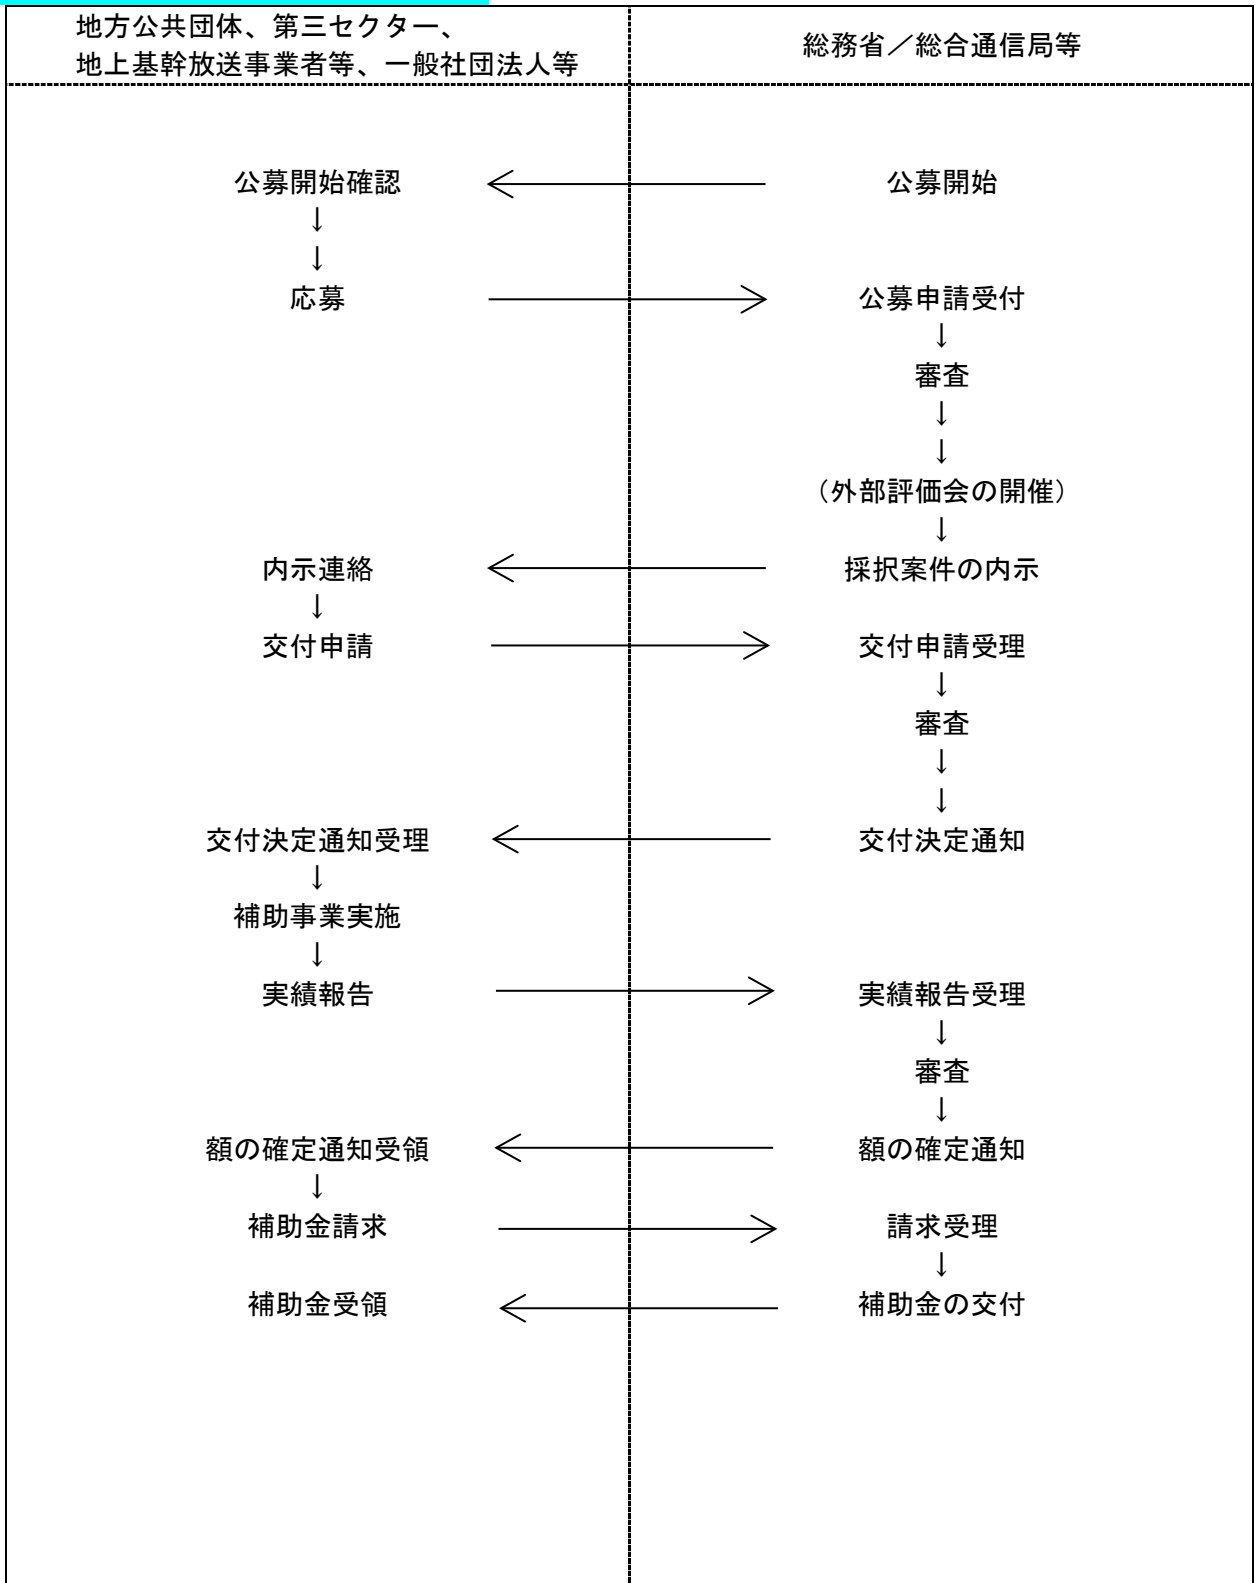 地方公共団体、第三セクター、
地上基幹放送事業者等、一般社団法人等
総務省／総合通信局等
公募開始確認 ← 公募開始
↓
↓
応募 → 公募申請受付
↓
審査
↓
↓
（外部評価会の開催）
↓
内示連絡 ← 採択案件の内示
↓
交付申請 → 交付申請受理
↓
審査
↓
↓
交付決定通知受理 ← 交付決定通知
↓
補助事業実施
↓
実績報告 → 実績報告受理
↓
審査
↓
額の確定通知受領 ← 額の確定通知
↓
補助金請求 → 請求受理
↓
補助金受領 ← 補助金の交付